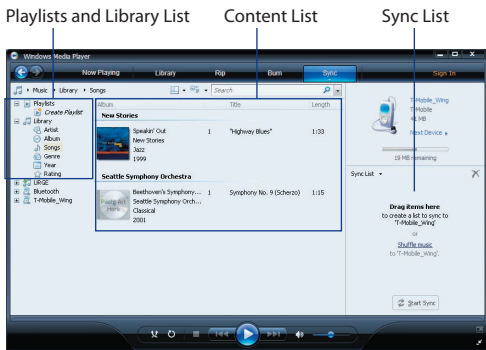 Playlists and Library List Content List Sync List
Windows Media Player
Now Playing Library Rip Burn Sync Sign In
Music Library Songs Search
Playlists
Create Playlist
Library
Artist
Album
Songs
Genre
Year
Rating
URGE
Bluetooth
T-Mobile_Wing
Album Title Length
New Stories
Speakin' Out 1 "Highway Blues" 1:33
New Stories
Jazz
1999
Seattle Symphony Orchestra
Paste Art Here
Beethoven's Symphony... 1 Symphony No. 9 (Scherzo) 1:15
Seattle Symphony Orch...
Classical
2001
T-Mobile_Wing
T-Mobile
Next Device
19 MB remaining
Sync List
Drag items here
to create a list to sync to
'T-Mobile_Wing'
or
Shuffle music
to 'T-Mobile_Wing'.
Start Sync